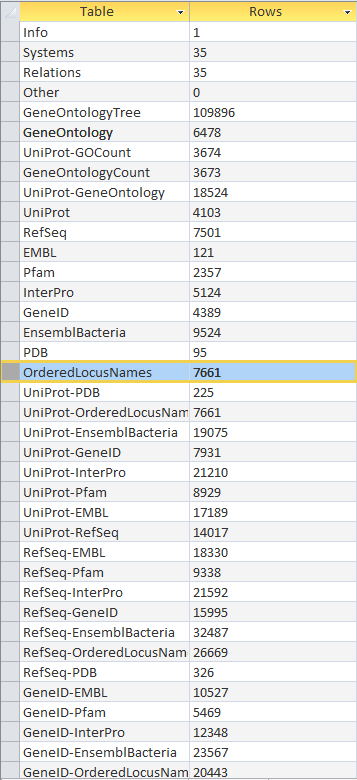 Table Rows
Info 1
Systems 35
Relations 35
Other 0
GeneOntologyTree 109896
GeneOntology 6478
UniProt-GOCount 3674
GeneOntologyCount 3673
UniProt-GeneOntology 18524
UniProt 4103
RefSeq 7501
EMBL 121
Pfam 2357
InterPro 5124
GeneID 4389
EnsemblBacteria 9524
PDB 95
OrderedLocusNames 7661
UniProt-PDB 225
UniProt-OrderedLocusNam 7661
UniProt-EnsemblBacteria 19075
UniProt-GeneID 7931
UniProt-InterPro 21210
UniProt-Pfam 8929
UniProt-EMBL 17189
UniProt-RefSeq 14017
RefSeq-EMBL 18330
RefSeq-Pfam 9338
RefSeq-InterPro 21592
RefSeq-GeneID 15995
RefSeq-EnsemblBacteria 32487
RefSeq-OrderedLocusNam 26669
RefSeq-PDB 326
GeneID-EMBL 10527
GeneID-Pfam 5469
GeneID-InterPro 12348
GeneID-EnsemblBacteria 23567
GeneID-OrderedLocusNam 20443